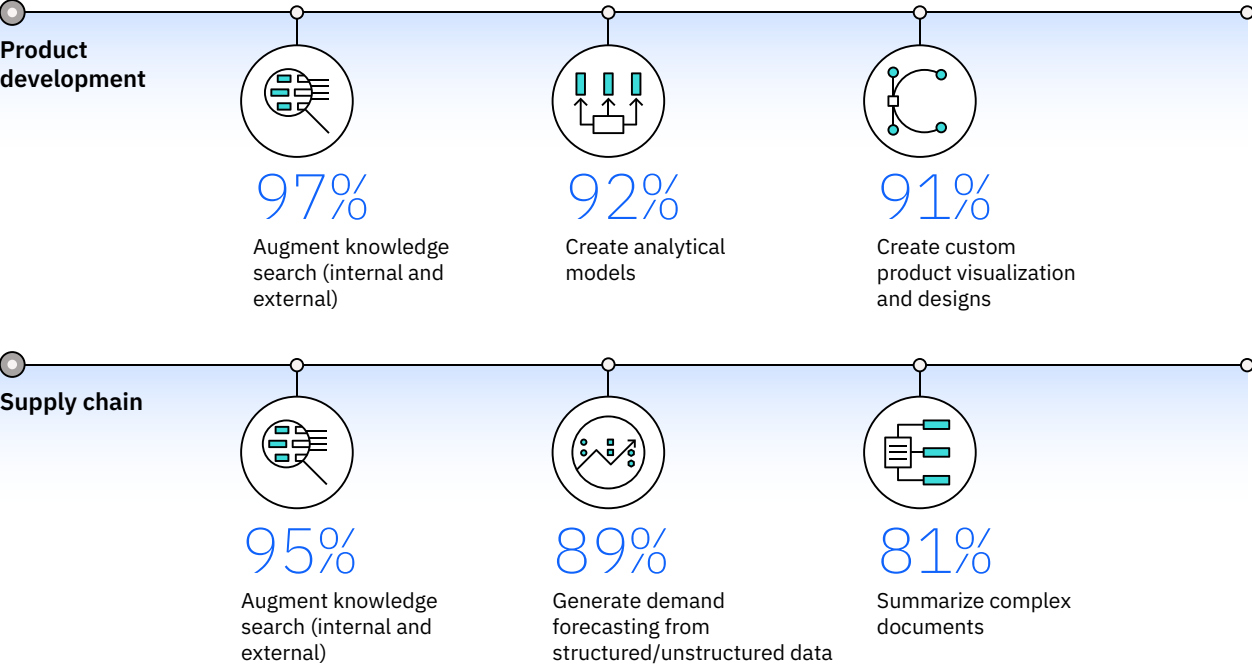 Product
development
97%
Augment knowledge
search (internal and
external)
92%
Create analytical
models
91%
Create custom
product visualization
and designs
Supply chain
95%
Augment knowledge
search (internal and
external)
89%
Generate demand
forecasting from
structured/unstructured data
81%
Summarize complex
documents